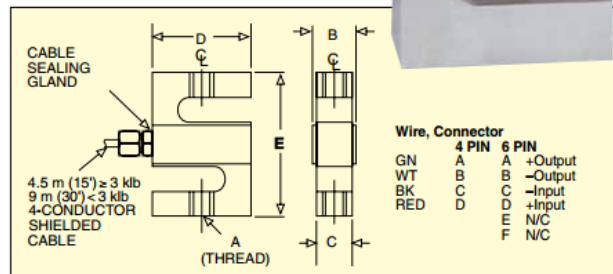 D
B
CABLE
SEALING
GLAND
℄
℄
E
4.5 m (15') ≥ 3 klb
9 m (30') < 3 klb
4-CONDUCTOR
SHIELDED
CABLE
A
(THREAD)
C
Wire, Connector
4 PIN 6 PIN
GN A A +Output
WT B B –Output
BK C C –Input
RED D D +Input
E N/C
F N/C